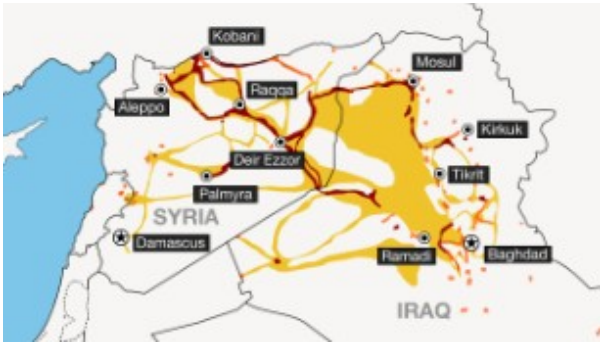 Kobani
Mosul
Aleppo
Raqqa
Kirkuk
Deir Ezzor
Tikrit
Palmyra
SYRIA
Damascus
Ramadi
Baghdad
IRAQ